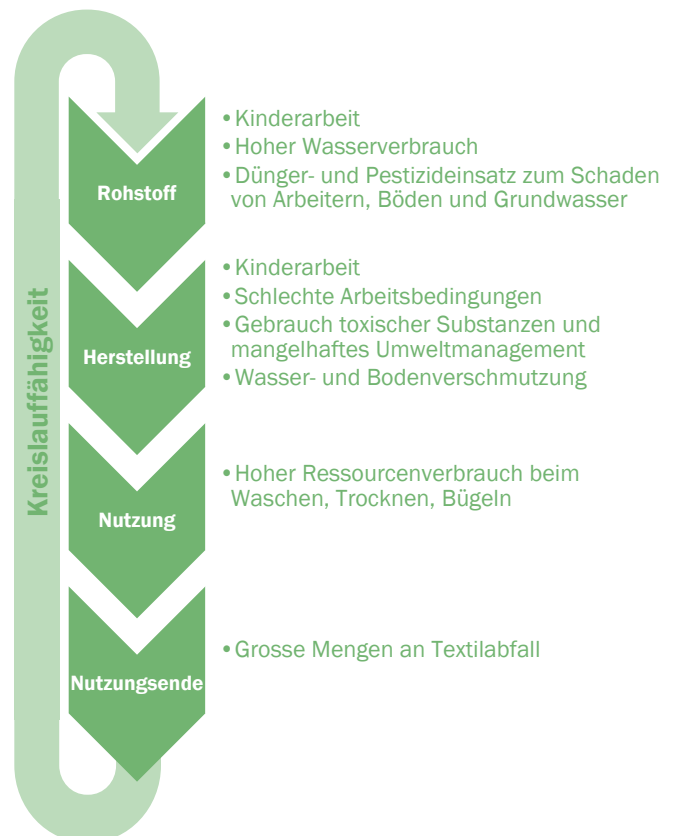 Kreislauffähigkeit
Rohstoff
•Kinderarbeit
•Hoher Wasserverbrauch
•Dünger- und Pestizideinsatz zum Schaden
von Arbeitern, Böden und Grundwasser
Herstellung
•Kinderarbeit
•Schlechte Arbeitsbedingungen
•Gebrauch toxischer Substanzen und
mangelhaftes Umweltmanagement
•Wasser- und Bodenverschmutzung
Nutzung
•Hoher Ressourcenverbrauch beim
Waschen, Trocknen, Bügeln
Nutzungsende
•Grosse Mengen an Textilabfall